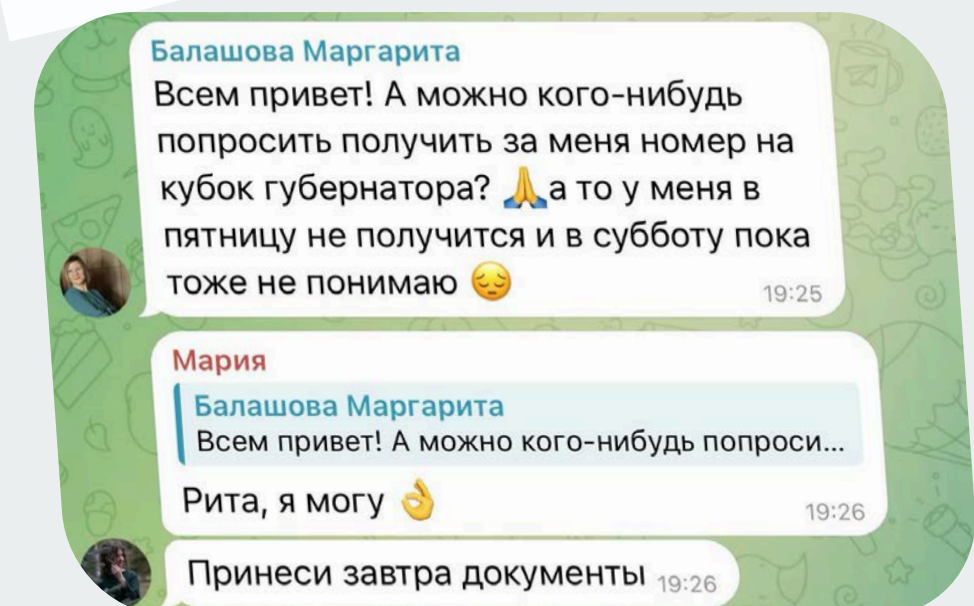 Балашова Маргарита
Всем привет! А можно кого-нибудь
попросить получить за меня номер на
кубок губернатора? 🙏а то у меня в
пятницу не получится и в субботу пока
тоже не понимаю 😔
19:25
Мария
Балашова Маргарита
Всем привет! А можно кого-нибудь попроси...
Рита, я могу 👌
19:26
Принеси завтра документы 19:26